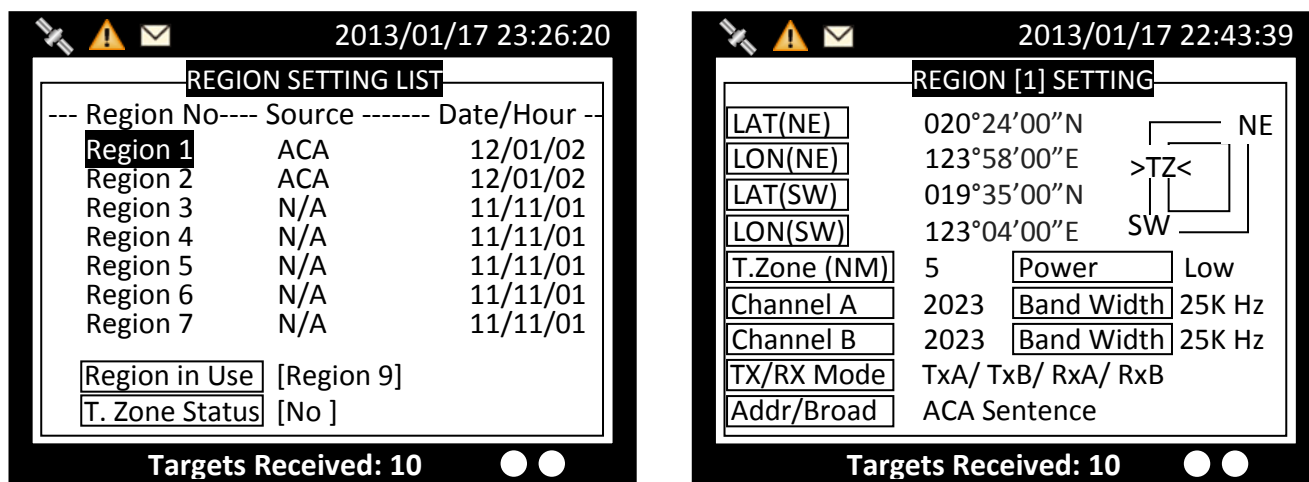 2013/01/17 23:26:20
REGION SETTING LIST
--- Region No---- Source ------- Date/Hour --
Region 1 ACA 12/01/02
Region 2 ACA 12/01/02
Region 3 N/A 11/11/01
Region 4 N/A 11/11/01
Region 5 N/A 11/11/01
Region 6 N/A 11/11/01
Region 7 N/A 11/11/01
Region in Use [Region 9]
T. Zone Status [No ]
Targets Received: 10
2013/01/17 22:43:39
REGION [1] SETTING
LAT(NE) 020°24’00”N NE
LON(NE) 123°58’00”E >TZ<
LAT(SW) 019°35’00”N
LON(SW) 123°04’00”E SW
T.Zone (NM) 5 Power Low
Channel A 2023 Band Width 25K Hz
Channel B 2023 Band Width 25K Hz
TX/RX Mode TxA/ TxB/ RxA/ RxB
Addr/Broad ACA Sentence
Targets Received: 10